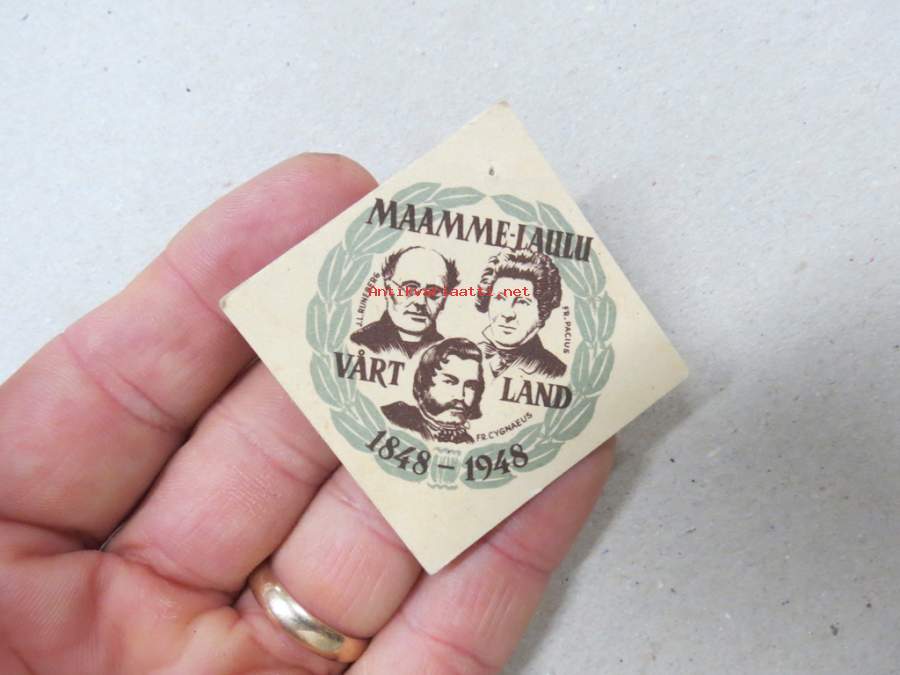 MAAMME-LAULU
J.L. RUNEBERG
FR. PACIUS
Antikvariaatti.net
VÅRT LAND
FR. CYGNAEUS
1848 - 1948